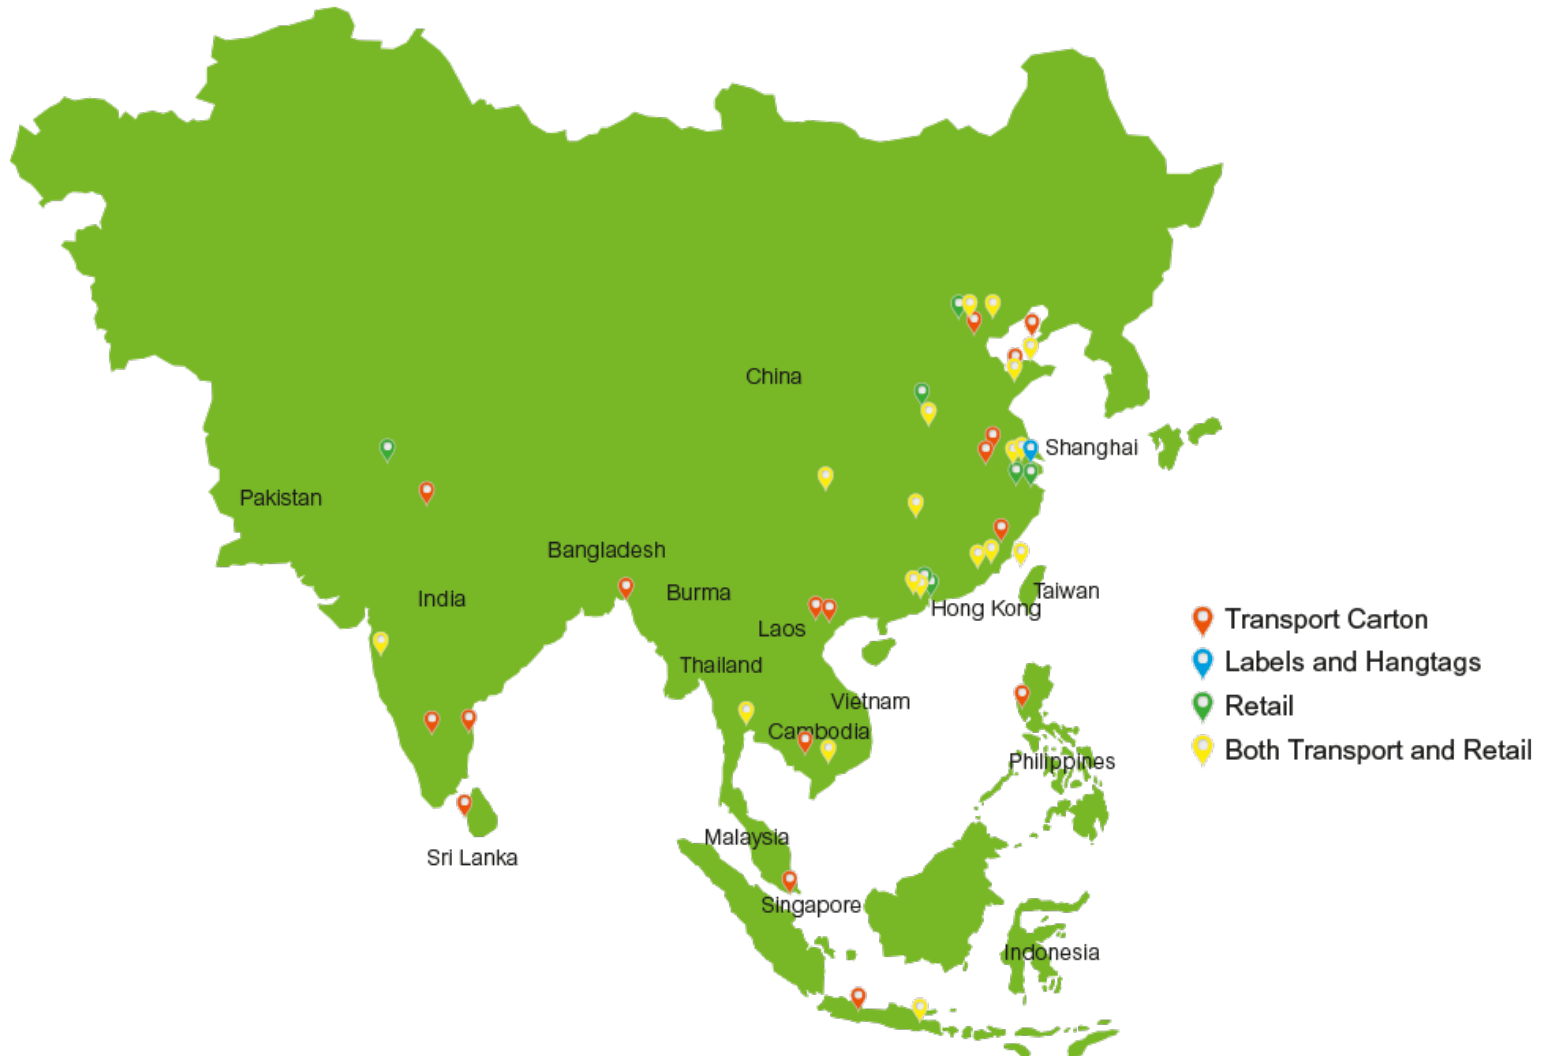 China
Shanghai
Pakistan
Bangladesh
Burma
India
Taiwan
Hong Kong
Laos
Thailand
Vietnam
Cambodia
Philippines
Malaysia
Sri Lanka
Singapore
Indonesia
Transport Carton
Labels and Hangtags
Retail
Both Transport and Retail